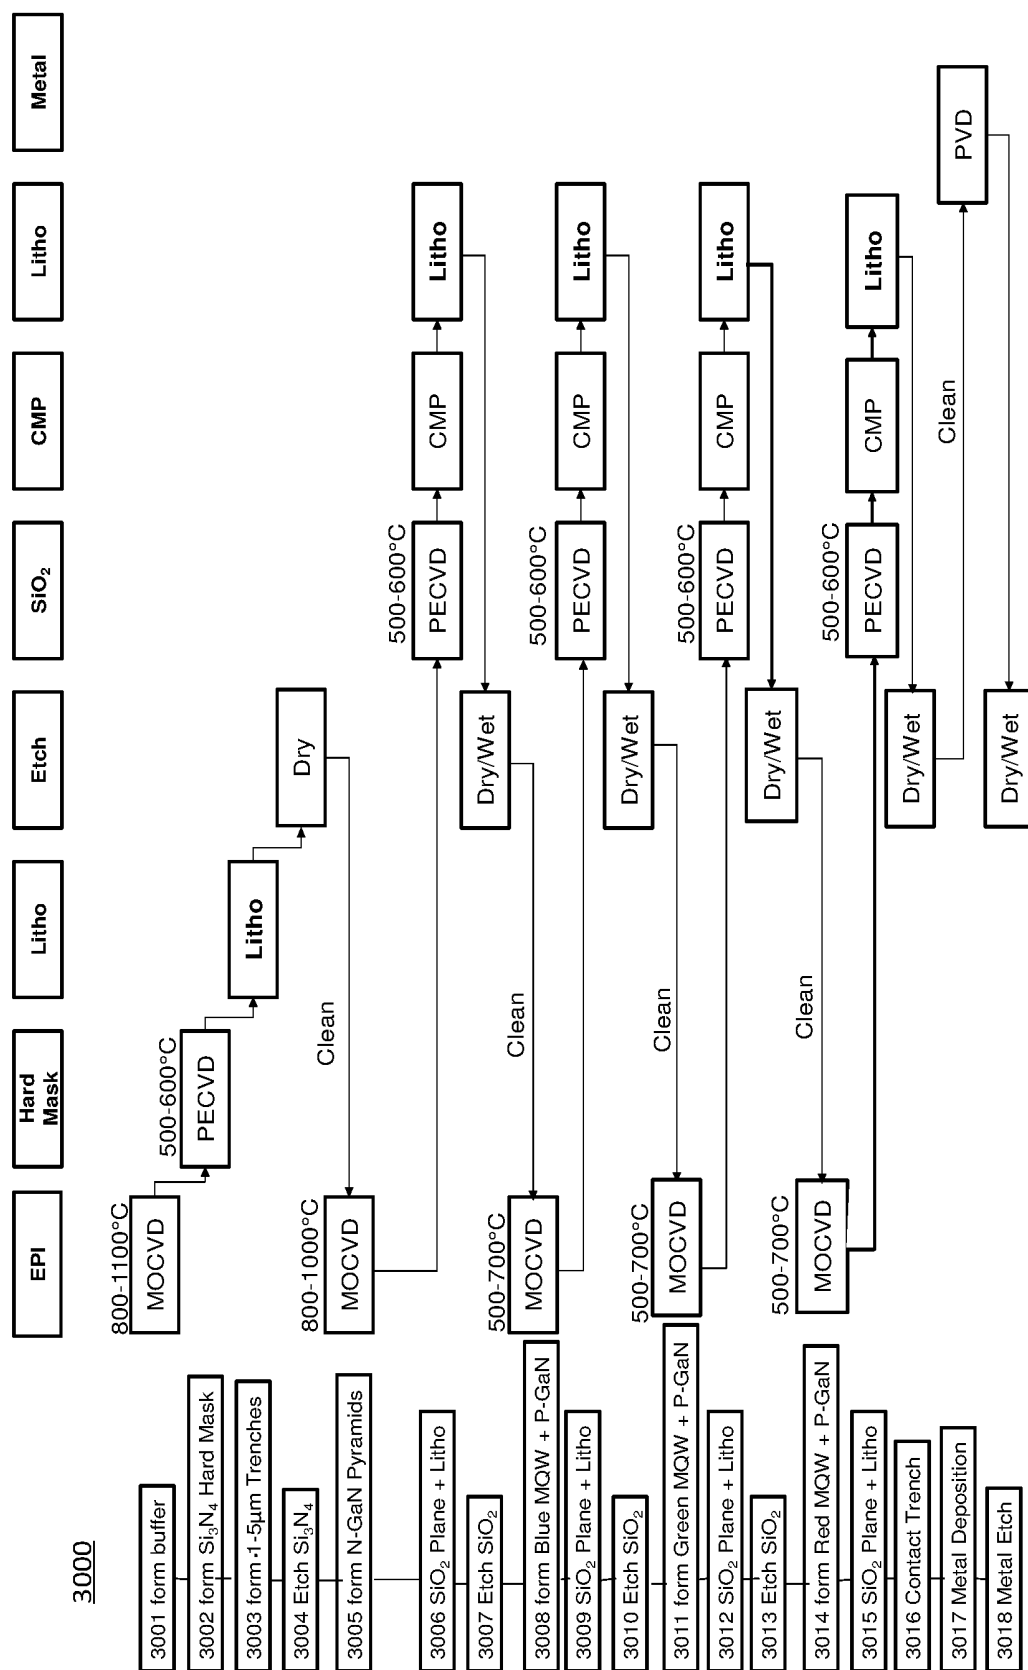 3000
EPI
Hard
Mask
Litho
Etch
SiO₂
CMP
Litho
Metal
3001 form buffer
800-1100°C
MOCVD
3002 form Si₃N₄ Hard Mask
500-600°C
PECVD
3003 form ·1-5µm Trenches
Litho
3004 Etch Si₃N₄
Dry
3005 form N-GaN Pyramids
800-1000°C
MOCVD
Clean
3006 SiO₂ Plane + Litho
500-600°C
PECVD
CMP
Litho
3007 Etch SiO₂
Dry/Wet
3008 form Blue MQW + P-GaN
500-700°C
MOCVD
Clean
3009 SiO₂ Plane + Litho
500-600°C
PECVD
CMP
Litho
3010 Etch SiO₂
Dry/Wet
3011 form Green MQW + P-GaN
500-700°C
MOCVD
Clean
3012 SiO₂ Plane + Litho
500-600°C
PECVD
CMP
Litho
3013 Etch SiO₂
Dry/Wet
3014 form Red MQW + P-GaN
500-700°C
MOCVD
Clean
3015 SiO₂ Plane + Litho
500-600°C
PECVD
CMP
Litho
3016 Contact Trench
Dry/Wet
3017 Metal Deposition
Clean
PVD
3018 Metal Etch
Dry/Wet